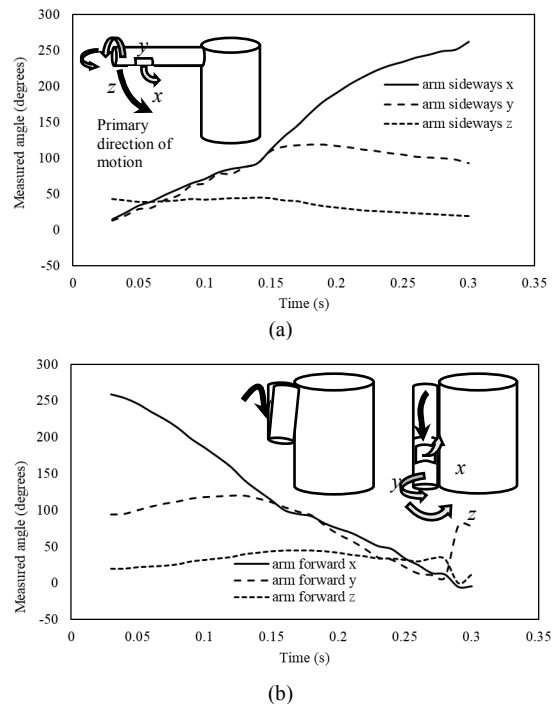 300
250
200
150
100
50
0
-50
Measured angle (degrees)
y
z
x
Primary
direction of
motion
arm sideways x
arm sideways y
arm sideways z
0 0.05 0.1 0.15 0.2 0.25 0.3 0.35
Time (s)
(a)
300
250
200
150
100
50
0
-50
Measured angle (degrees)
x
y
z
arm forward x
arm forward y
arm forward z
0 0.05 0.1 0.15 0.2 0.25 0.3 0.35
Time (s)
(b)